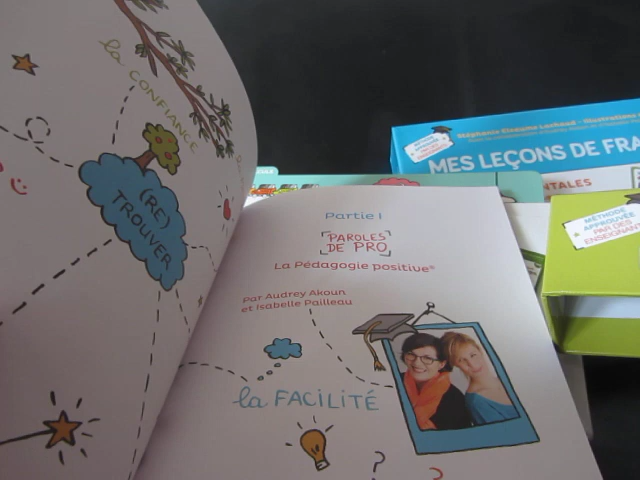 la CONFIANCE
(RE)
TROUVER
Partie I
PAROLES
DE PRO
La Pédagogie positive®
Par Audrey Akoun
et Isabelle Pailleau
la FACILITÉ
?
?
MES LEÇONS DE FRA
MÉTHODE
APPROUVÉE
PAR DES
ENSEIGNANT